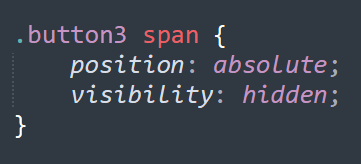 .button3 span {
    position: absolute;
    visibility: hidden;
}